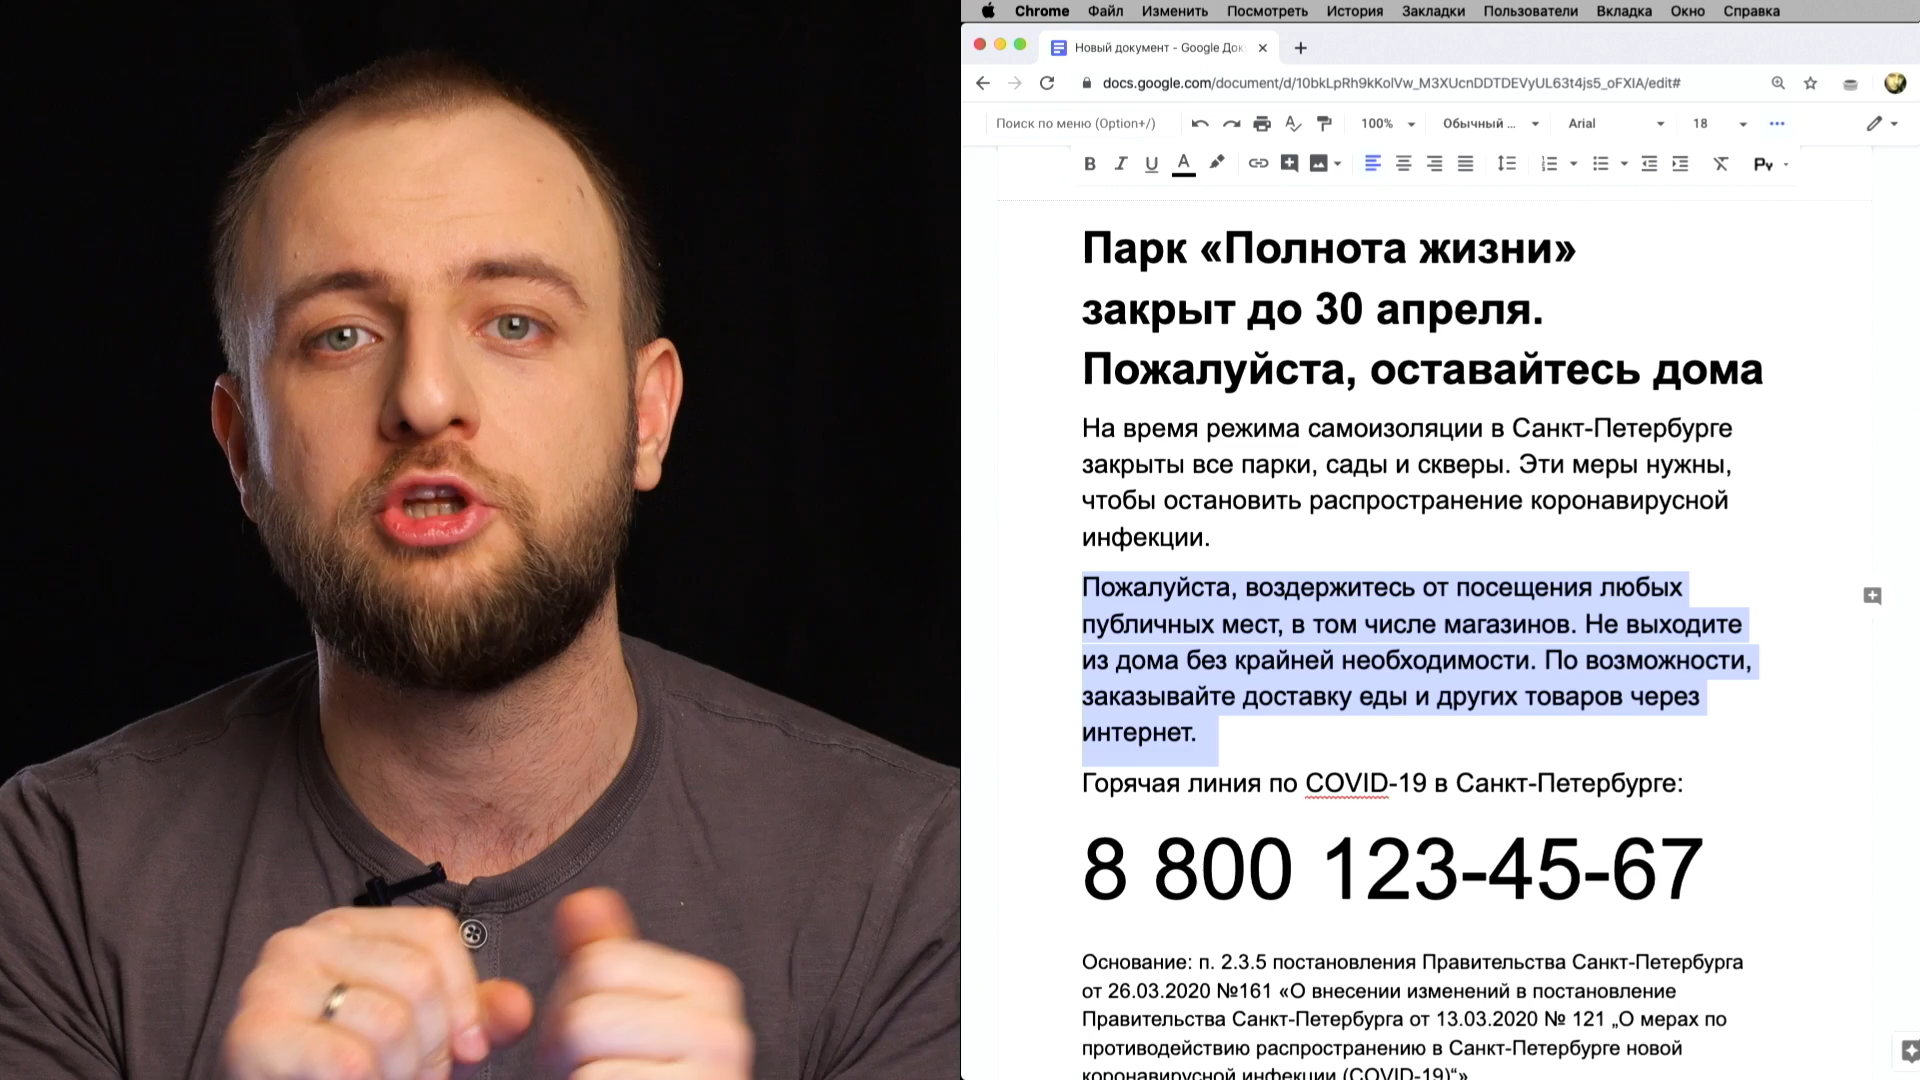 Chrome Файл Изменить Посмотреть История Закладки Пользователи Вкладка Окно Справка
Новый документ - Google Док
docs.google.com/document/d/10bkLpRh9kKolVw_M3XUcnDDTDEVyUL63t4js5_oFXIA/edit#
Поиск по меню (Option+/) 100% Обычный ... Arial 18
B I U A
Парк «Полнота жизни»
закрыт до 30 апреля.
Пожалуйста, оставайтесь дома
На время режима самоизоляции в Санкт-Петербурге
закрыты все парки, сады и скверы. Эти меры нужны,
чтобы остановить распространение коронавирусной
инфекции.
Пожалуйста, воздержитесь от посещения любых
публичных мест, в том числе магазинов. Не выходите
из дома без крайней необходимости. По возможности,
заказывайте доставку еды и других товаров через
интернет.
Горячая линия по COVID-19 в Санкт-Петербурге:
8 800 123-45-67
Основание: п. 2.3.5 постановления Правительства Санкт-Петербурга
от 26.03.2020 №161 «О внесении изменений в постановление
Правительства Санкт-Петербурга от 13.03.2020 № 121 „О мерах по
противодействию распространению в Санкт-Петербурге новой
коронавирусной инфекции (COVID-19)“»